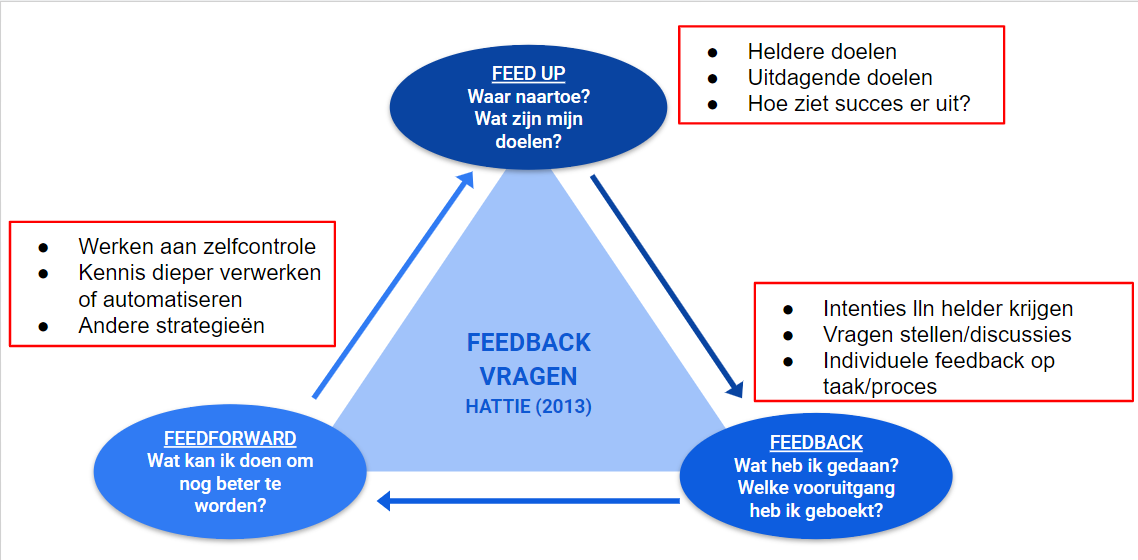 FEED UP
Waar naartoe?
Wat zijn mijn
doelen?
● Heldere doelen
● Uitdagende doelen
● Hoe ziet succes er uit?
● Werken aan zelfcontrole
● Kennis dieper verwerken
of automatiseren
● Andere strategieën
● Intenties lln helder krijgen
● Vragen stellen/discussies
● Individuele feedback op
taak/proces
FEEDBACK
VRAGEN
HATTIE (2013)
FEEDFORWARD
Wat kan ik doen om
nog beter te
worden?
FEEDBACK
Wat heb ik gedaan?
Welke vooruitgang
heb ik geboekt?